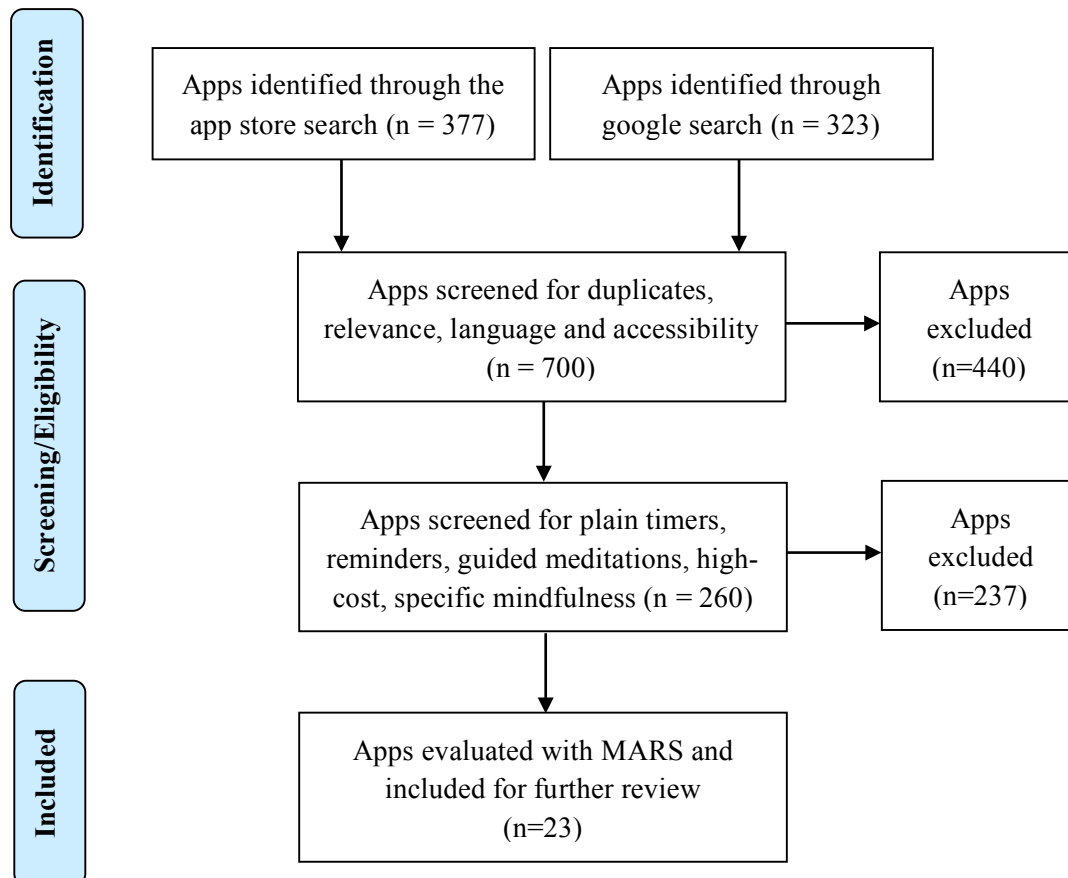 Identification
Apps identified through the
app store search (n = 377)
Apps identified through
google search (n = 323)
Screening/Eligibility
Apps screened for duplicates,
relevance, language and accessibility
(n = 700)
Apps
excluded
(n=440)
Apps screened for plain timers,
reminders, guided meditations, high-
cost, specific mindfulness (n = 260)
Apps
excluded
(n=237)
Included
Apps evaluated with MARS and
included for further review
(n=23)